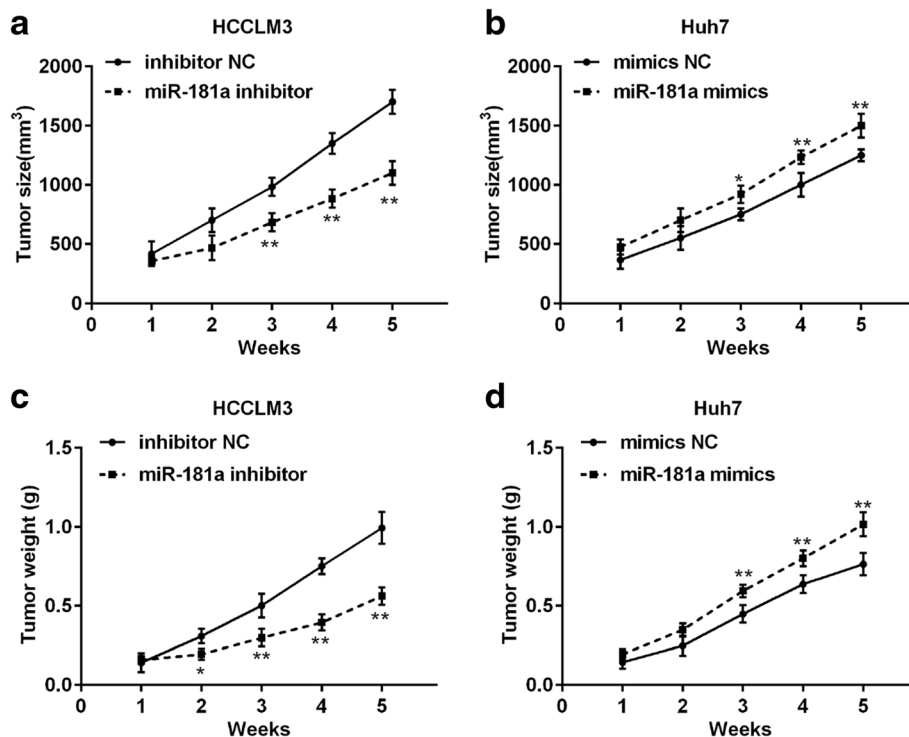 a
HCCLM3
inhibitor NC
miR-181a inhibitor
Tumor size(mm³)
2000
1500
1000
500
0
** ** **
0 1 2 3 4 5
Weeks
b
Huh7
mimics NC
miR-181a mimics
Tumor size(mm³)
2000
1500
1000
500
0
* ** **
0 1 2 3 4 5
Weeks
c
HCCLM3
inhibitor NC
miR-181a inhibitor
Tumor weight (g)
1.5
1.0
0.5
0.0
* ** ** **
0 1 2 3 4 5
Weeks
d
Huh7
mimics NC
miR-181a mimics
Tumor weight (g)
1.5
1.0
0.5
0.0
** ** **
0 1 2 3 4 5
Weeks